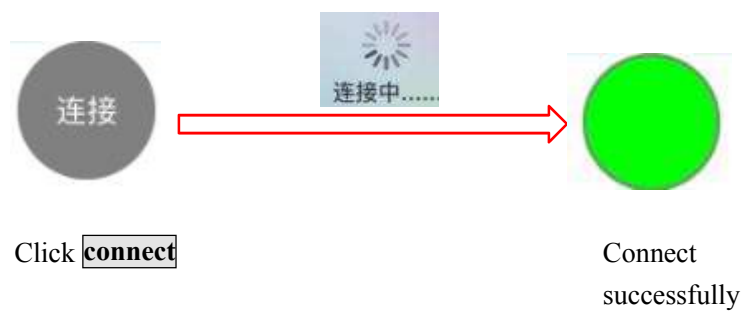 连接
连接中......
Click connect
Connect
successfully